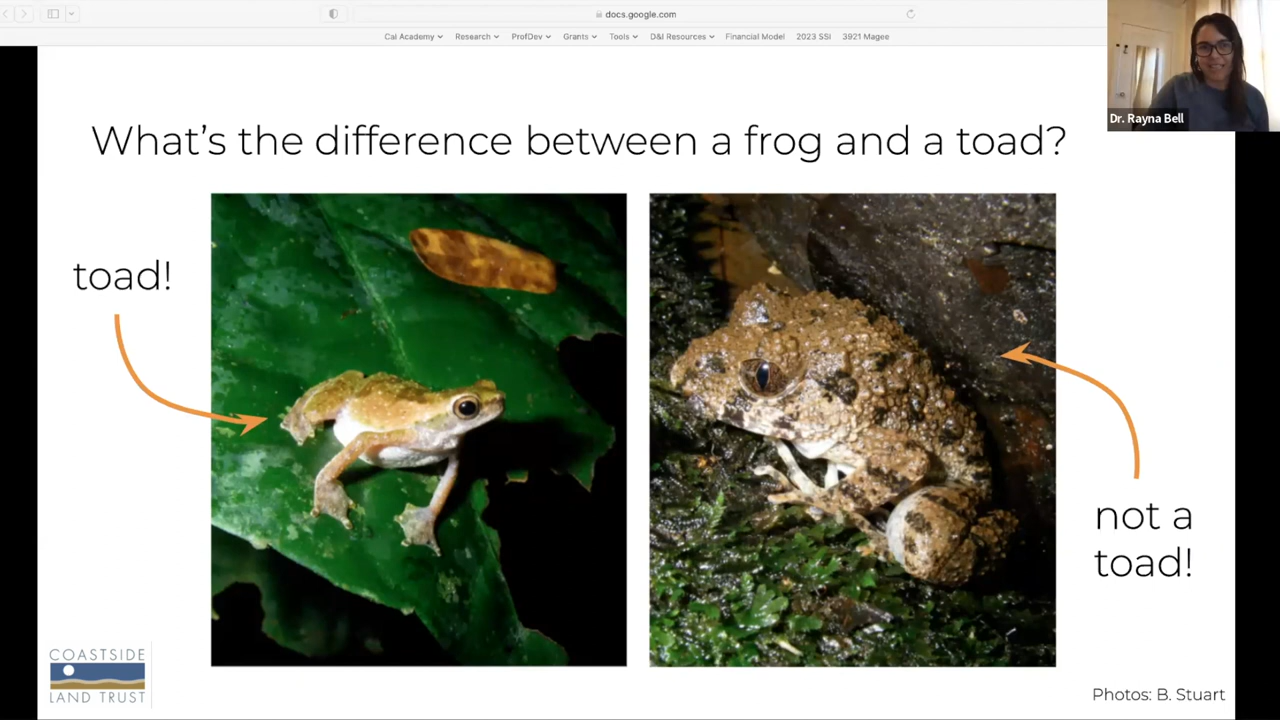 docs.google.com
Cal Academy Research ProfDev Grants Tools D&I Resources Financial Model 2023 SSI 3921 Magee
Dr. Rayna Bell
What's the difference between a frog and a toad?
toad!
not a
toad!
COASTSIDE
LAND TRUST
Photos: B. Stuart